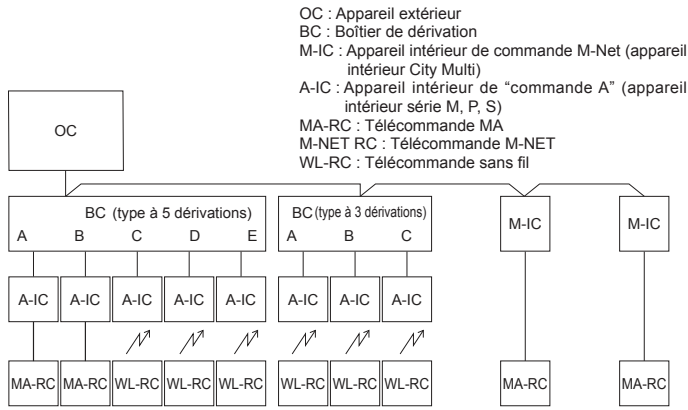 OC : Appareil extérieur
BC : Boîtier de dérivation
M-IC : Appareil intérieur de commande M-Net (appareil
intérieur City Multi)
A-IC : Appareil intérieur de “commande A” (appareil
intérieur série M, P, S)
MA-RC : Télécommande MA
M-NET RC : Télécommande M-NET
WL-RC : Télécommande sans fil
OC
BC (type à 5 dérivations)
A B C D E
BC (type à 3 dérivations)
A B C
M-IC
M-IC
A-IC A-IC A-IC A-IC A-IC A-IC A-IC A-IC
MA-RC MA-RC WL-RC WL-RC WL-RC WL-RC WL-RC WL-RC MA-RC MA-RC